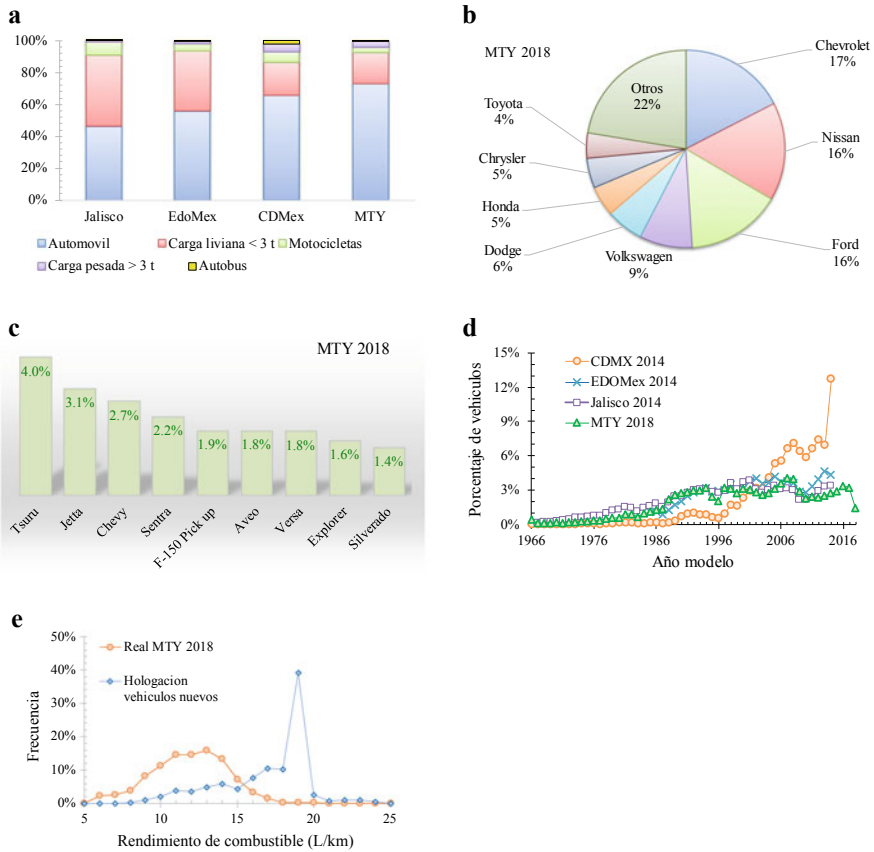 a
100%
80%
60%
40%
20%
0%
Jalisco EdoMex CDMex MTY
Automovil Carga liviana < 3 t Motocicletas
Carga pesada > 3 t Autobus
b
MTY 2018
Chevrolet
17%
Nissan
16%
Ford
16%
Volkswagen
9%
Dodge
6%
Honda
5%
Chrysler
5%
Toyota
4%
Otros
22%
c
MTY 2018
4.0%
3.1%
2.7%
2.2%
1.9%
1.8%
1.8%
1.6%
1.4%
Tsuru
Jetta
Chevy
Sentra
F-150 Pick up
Aveo
Versa
Explorer
Silverado
d
Porcentaje de vehiculos
15%
12%
9%
6%
3%
0%
CDMX 2014
EDOMex 2014
Jalisco 2014
MTY 2018
1966 1976 1986 1996 2006 2016
Año modelo
e
Frecuencia
50%
40%
30%
20%
10%
0%
Real MTY 2018
Hologacion
vehiculos nuevos
5 10 15 20 25
Rendimiento de combustible (L/km)